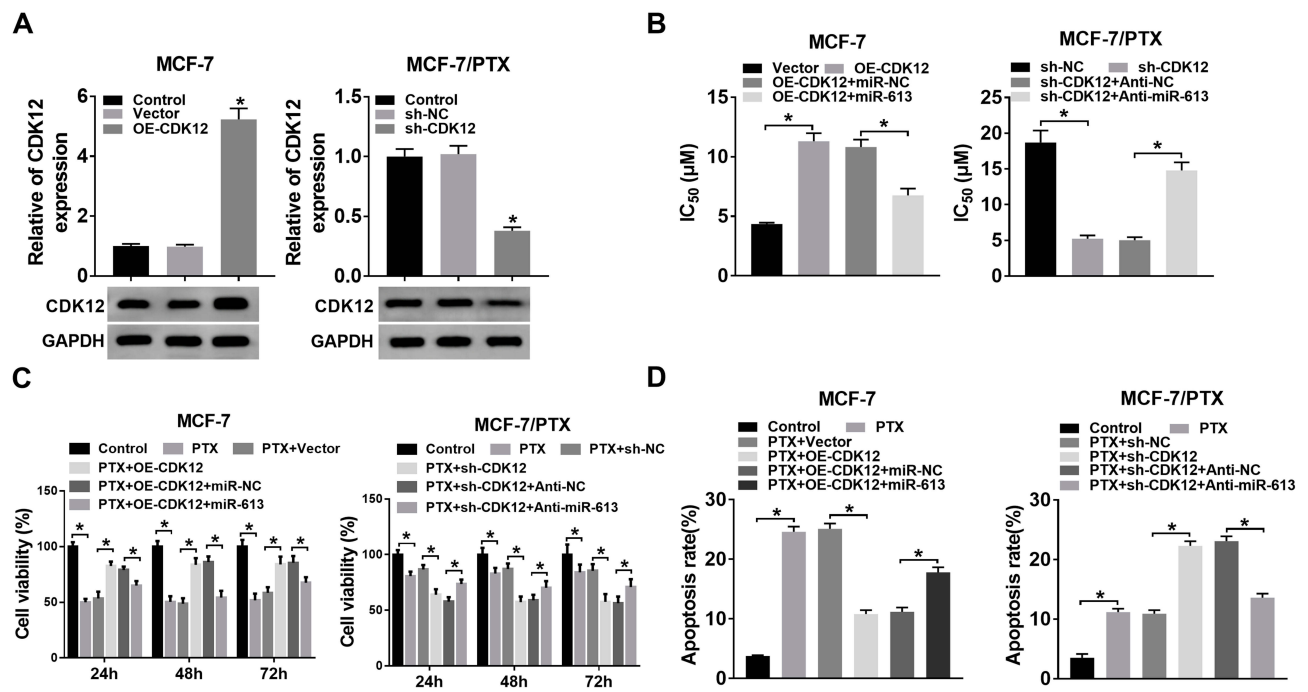 A
MCF-7
Relative of CDK12
expression
6
4
2
0
Control
Vector
OE-CDK12
*
MCF-7/PTX
Relative of CDK12
expression
1.5
1.0
0.5
0.0
Control
sh-NC
sh-CDK12
*
CDK12
GAPDH
CDK12
GAPDH
B
MCF-7
Vector OE-CDK12
OE-CDK12+miR-NC
OE-CDK12+miR-613
IC50 (μM)
15
10
5
0
* *
MCF-7/PTX
sh-NC sh-CDK12
sh-CDK12+Anti-NC
sh-CDK12+Anti-miR-613
IC50 (μM)
25
20
15
10
5
0
* *
C
MCF-7
Control PTX PTX+Vector
PTX+OE-CDK12
PTX+OE-CDK12+miR-NC
PTX+OE-CDK12+miR-613
Cell viability (%)
150
100
50
0
* * * * * * * * *
24h 48h 72h
MCF-7/PTX
Control PTX PTX+sh-NC
PTX+sh-CDK12
PTX+sh-CDK12+Anti-NC
PTX+sh-CDK12+Anti-miR-613
Cell viability (%)
150
100
50
0
* * * * * * * * *
24h 48h 72h
D
MCF-7
Control PTX
PTX+Vector
PTX+OE-CDK12
PTX+OE-CDK12+miR-NC
PTX+OE-CDK12+miR-613
Apoptosis rate(%)
30
20
10
0
* * *
MCF-7/PTX
Control PTX
PTX+sh-NC
PTX+sh-CDK12
PTX+sh-CDK12+Anti-NC
PTX+sh-CDK12+Anti-miR-613
Apoptosis rate(%)
30
20
10
0
* * *